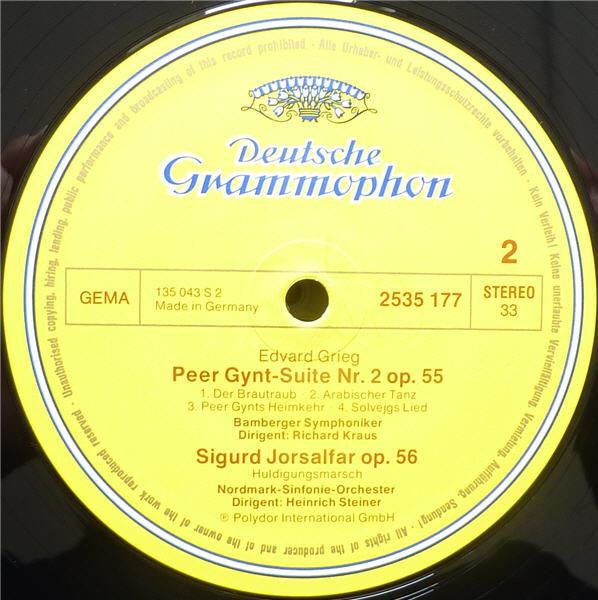 Alle Urheber- und Leistungsschutzrechte vorbehalten · Kein Verleih! Keine unerlaubte Vervielfältigung, Vermietung, Aufführung, Sendung! · All rights of the producer and of the owner of the work reproduced reserved · Unauthorised copying, hiring, lending, public performance and broadcasting of this record prohibited ·
Deutsche
Grammophon
2
GEMA
135 043 S 2
Made in Germany
2535 177
STEREO
33
Edvard Grieg
Peer Gynt-Suite Nr. 2 op. 55
1. Der Brautraub · 2. Arabischer Tanz
3. Peer Gynts Heimkehr · 4. Solvejgs Lied
Bamberger Symphoniker
Dirigent: Richard Kraus
Sigurd Jorsalfar op. 56
Huldigungsmarsch
Nordmark-Sinfonie-Orchester
Dirigent: Heinrich Steiner
℗ Polydor International GmbH